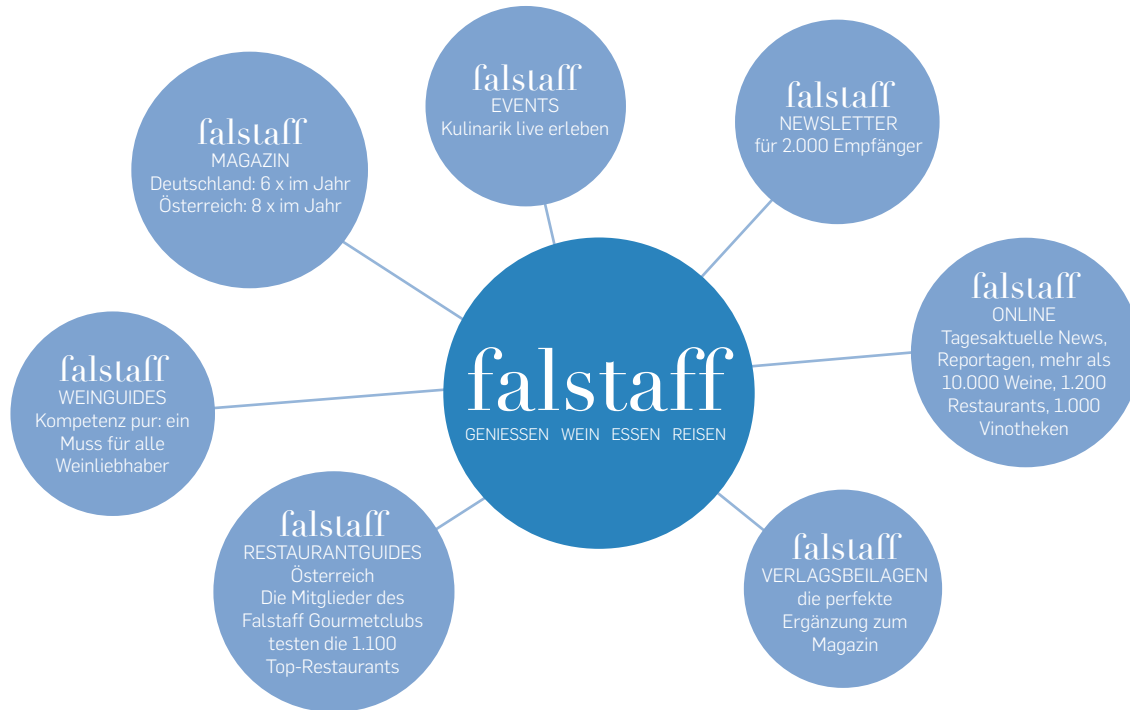 falstaff
EVENTS
Kulinarik live erleben
falstaff
NEWSLETTER
für 2.000 Empfänger
falstaff
MAGAZIN
Deutschland: 6 x im Jahr
Österreich: 8 x im Jahr
falstaff
ONLINE
Tagesaktuelle News,
Reportagen, mehr als
10.000 Weine, 1.200
Restaurants, 1.000
Vinotheken
falstaff
GENIESSEN WEIN ESSEN REISEN
falstaff
WEINGUIDES
Kompetenz pur: ein
Muss für alle
Weinliebhaber
falstaff
RESTAURANTGUIDES
Österreich
Die Mitglieder des
Falstaff Gourmetclubs
testen die 1.100
Top-Restaurants
falstaff
VERLAGSBEILAGEN
die perfekte
Ergänzung zum
Magazin